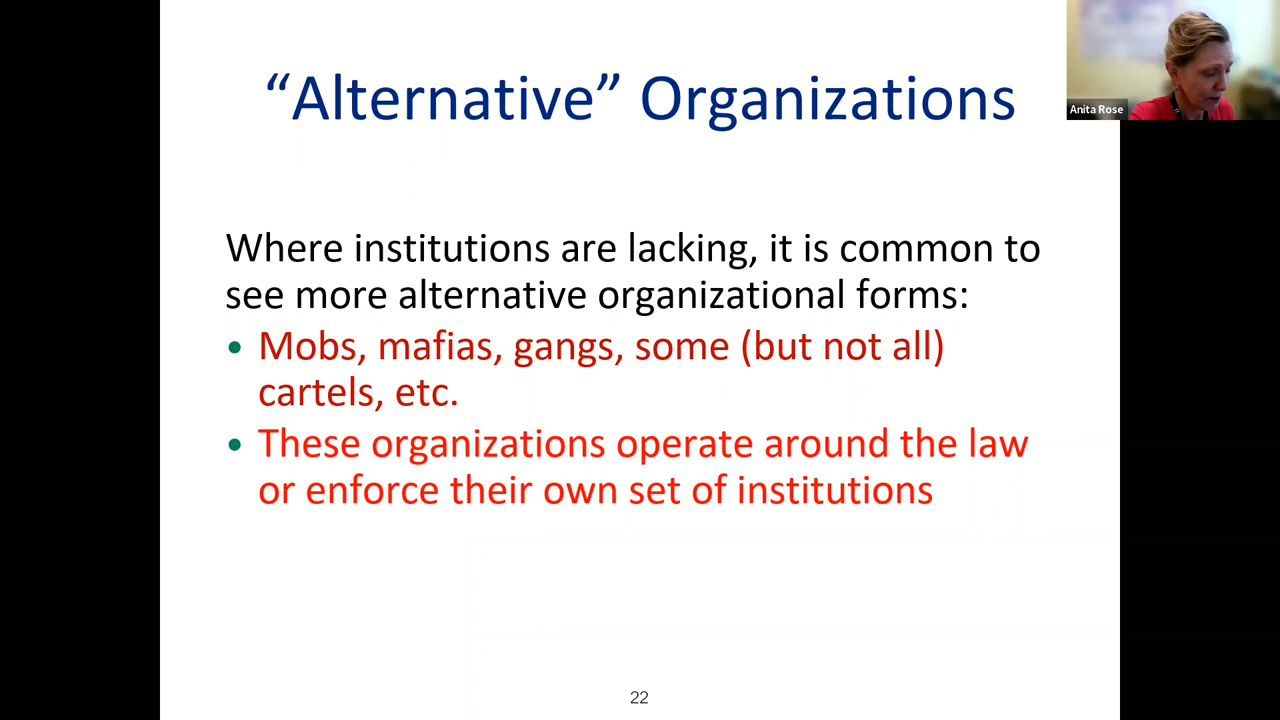 “Alternative” Organizations
Anita Rose
Where institutions are lacking, it is common to
see more alternative organizational forms:
• Mobs, mafias, gangs, some (but not all)
cartels, etc.
• These organizations operate around the law
or enforce their own set of institutions
22